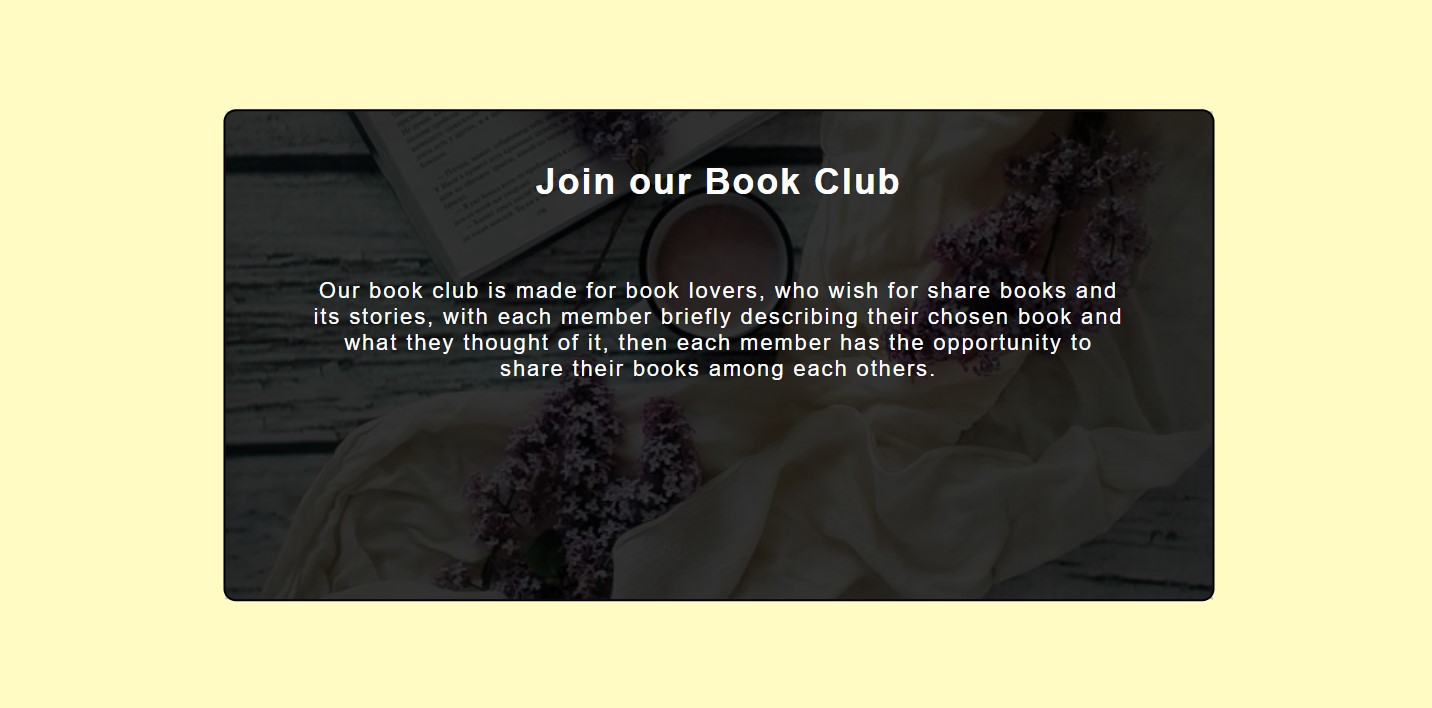 Join our Book Club
Our book club is made for book lovers, who wish for share books and
its stories, with each member briefly describing their chosen book and
what they thought of it, then each member has the opportunity to
share their books among each others.